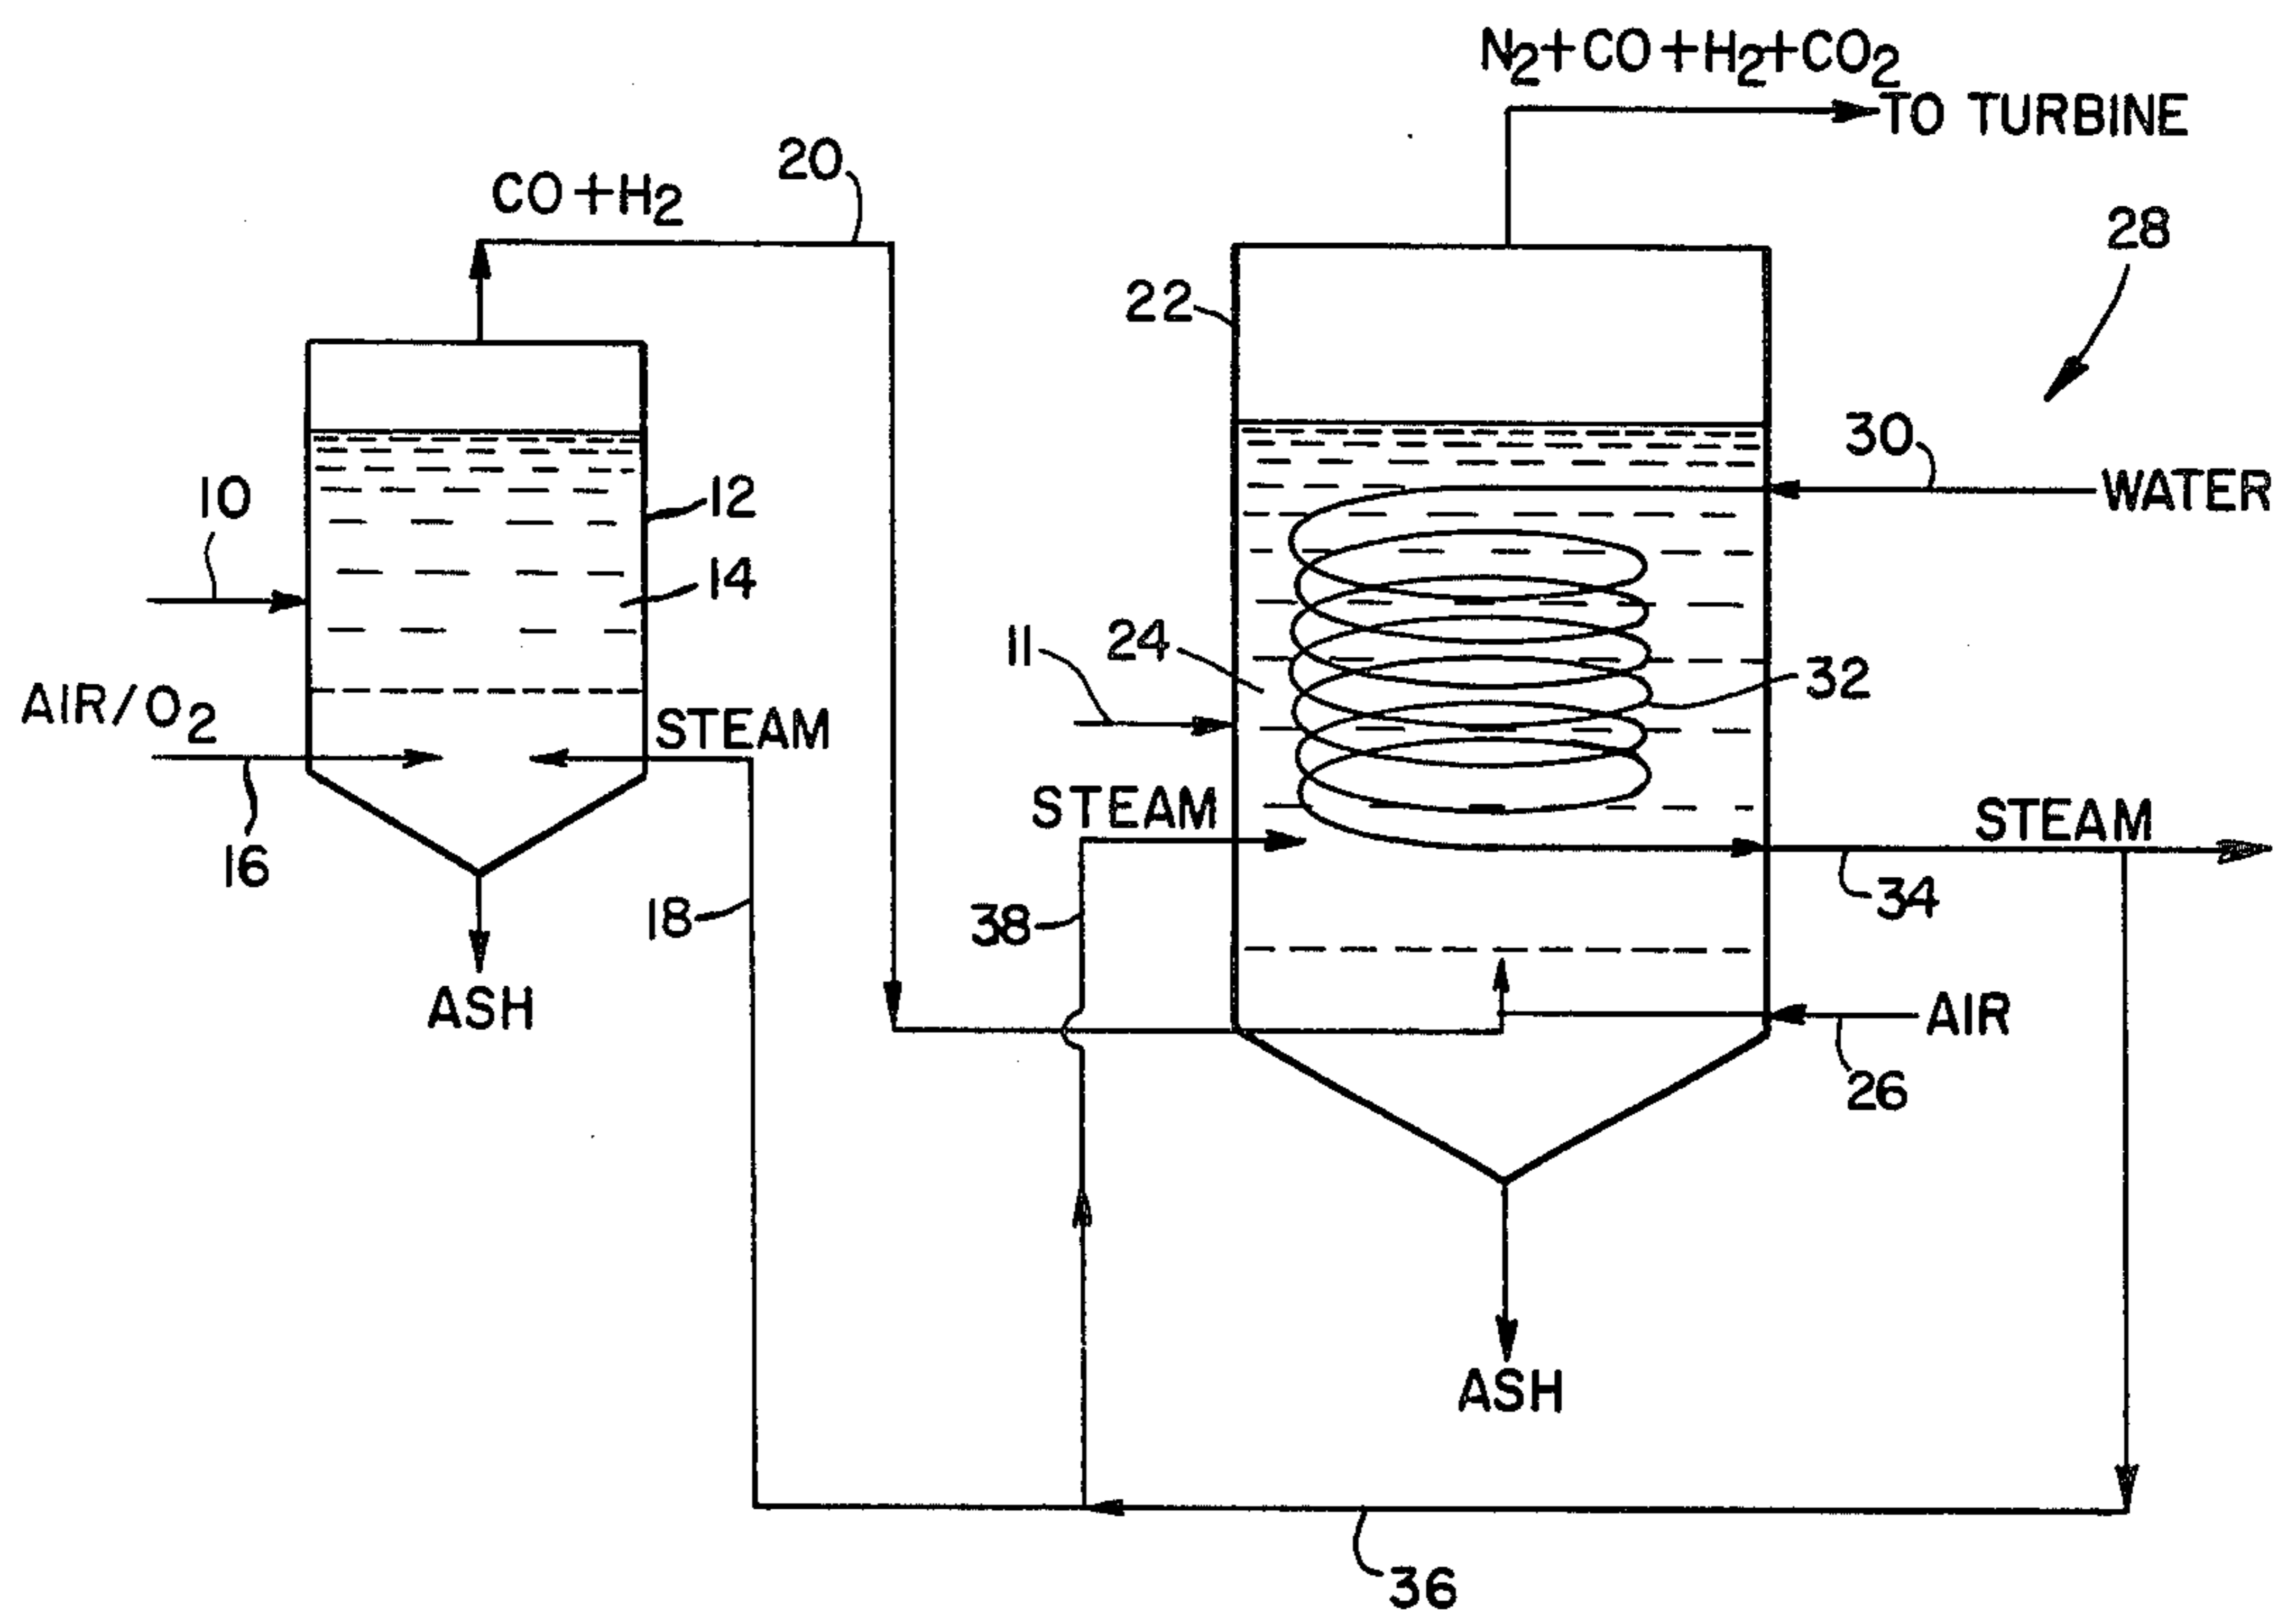 N2+CO+H2+CO2
TO TURBINE
20
CO+H2
28
22
30
WATER
10
12
14
11
24
32
AIR/O2
STEAM
STEAM
STEAM
16
18
38
34
ASH
AIR
26
ASH
36